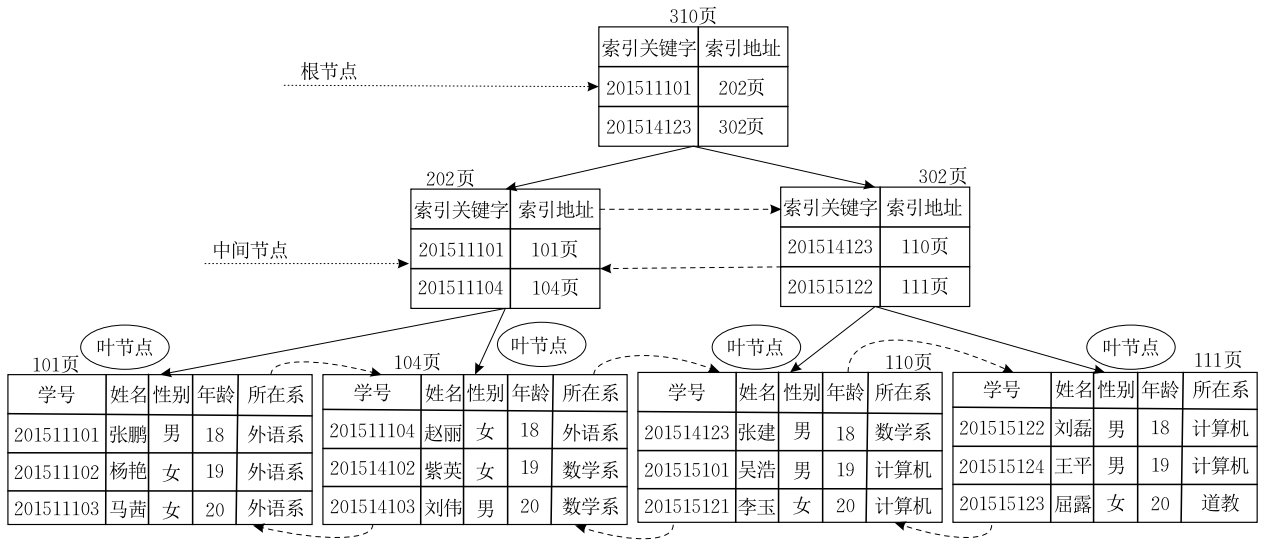 310页
索引关键字 索引地址
根节点
201511101 202页
201514123 302页
202页
302页
索引关键字 索引地址
索引关键字 索引地址
中间节点
201511101 101页
201514123 110页
201511104 104页
201515122 111页
叶节点
叶节点
叶节点
叶节点
101页
104页
110页
111页
学号 姓名 性别 年龄 所在系
201511101 张鹏 男 18 外语系
201511102 杨艳 女 19 外语系
201511103 马茜 女 20 外语系
学号 姓名 性别 年龄 所在系
201511104 赵丽 女 18 外语系
201514102 紫英 女 19 数学系
201514103 刘伟 男 20 数学系
学号 姓名 性别 年龄 所在系
201514123 张建 男 18 数学系
201515101 吴浩 男 19 计算机
201515121 李玉 女 20 计算机
学号 姓名 性别 年龄 所在系
201515122 刘磊 男 18 计算机
201515124 王平 男 19 计算机
201515123 屈露 女 20 道教